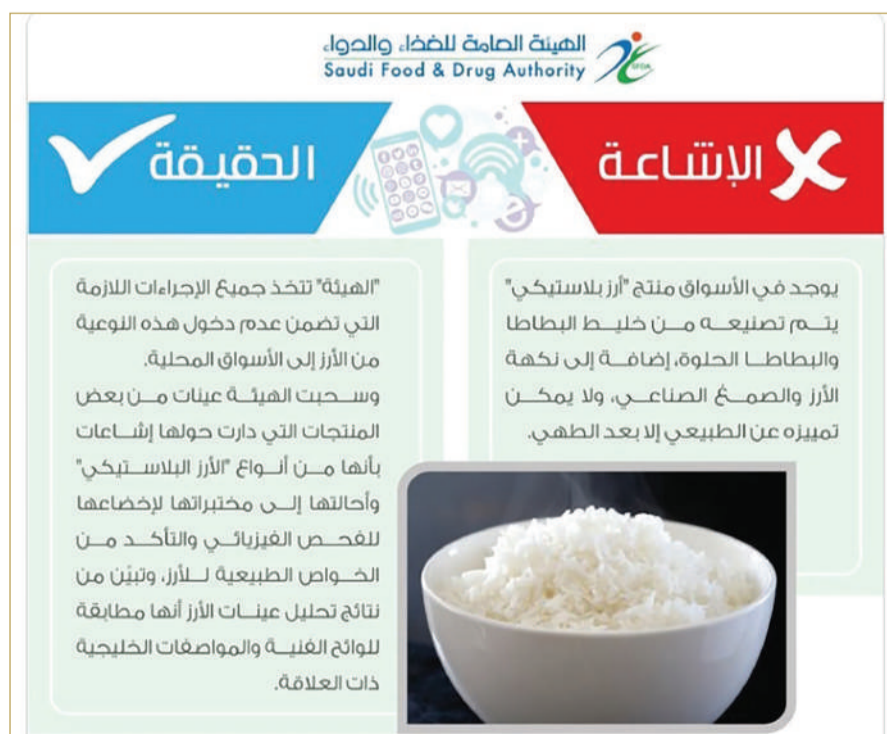 الهيئة العامة للغذاء والدواء
Saudi Food & Drug Authority
SFDA
الإشاعة
يوجد في الأسواق منتج "أرز بلاستيكي"
يتم تصنيعه من خليط البطاطا
والبطاطا الحلوة، إضافة إلى نكهة
الأرز والصمغ الصناعي، ولا يمكن
تمييزه عن الطبيعي إلا بعد الطهي.
الحقيقة
"الهيئة" تتخذ جميع الإجراءات اللازمة
التي تضمن عدم دخول هذه النوعية
من الأرز إلى الأسواق المحلية.
وسحبت الهيئة عينات من بعض
المنتجات التي دارت حولها إشاعات
بأنها من أنواع "الأرز البلاستيكي"
وأحالتها إلى مختبراتها لإخضاعها
للفحص الفيزيائي والتأكد من
الخواص الطبيعية للأرز، وتبيّن من
نتائج تحليل عينات الأرز أنها مطابقة
للوائح الفنية والمواصفات الخليجية
ذات العلاقة.